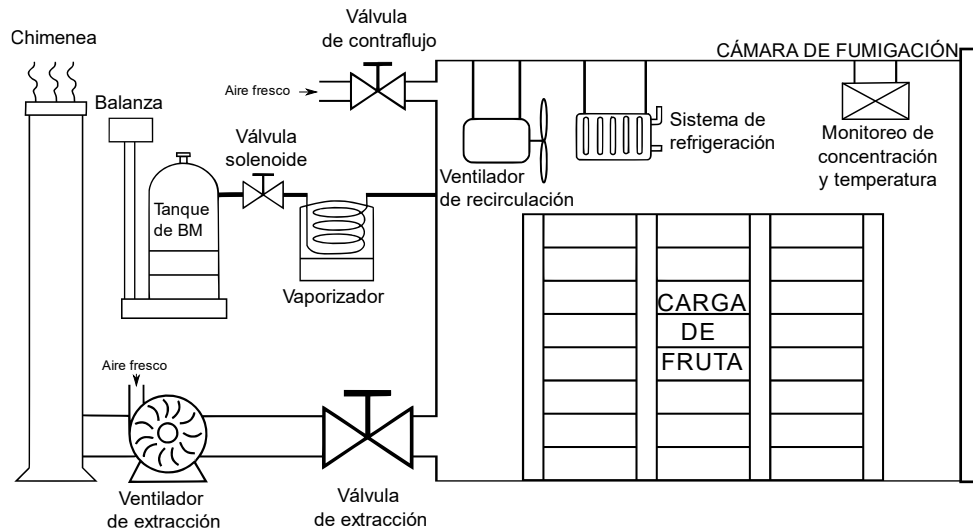 Chimenea
Balanza
Válvula
de contraflujo
Aire fresco
Válvula
solenoide
Tanque
de BM
Vaporizador
CÁMARA DE FUMIGACIÓN
Ventilador
de recirculación
Sistema de
refrigeración
Monitoreo de
concentración
y temperatura
CARGA
DE
FRUTA
Aire fresco
Ventilador
de extracción
Válvula
de extracción